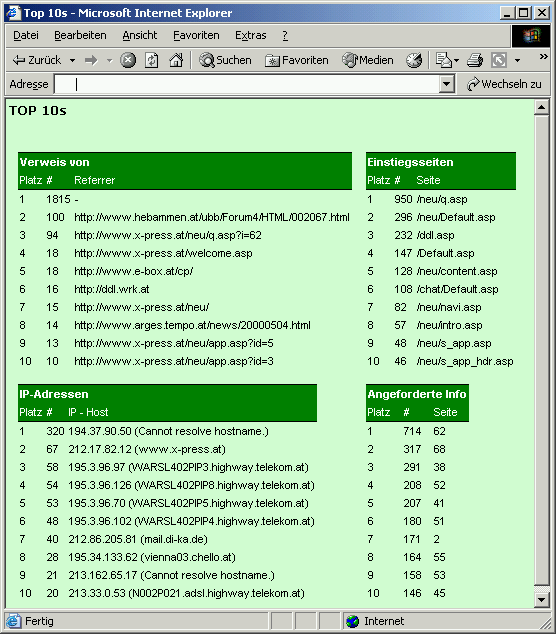 Top 10s - Microsoft Internet Explorer
Datei Bearbeiten Ansicht Favoriten Extras ?
Zurück Suchen Favoriten Medien »
Adresse Wechseln zu
TOP 10s
Verweis von
Platz # Referrer
1 1815 -
2 100 http://www.hebammen.at/ubb/Forum4/HTML/002067.html
3 94 http://www.x-press.at/neu/q.asp?i=62
4 18 http://www.x-press.at/welcome.asp
5 18 http://www.e-box.at/cp/
6 16 http://ddl.wrk.at
7 15 http://www.x-press.at/neu/
8 14 http://www.arges.tempo.at/news/20000504.html
9 13 http://www.x-press.at/neu/app.asp?id=5
10 10 http://www.x-press.at/neu/app.asp?id=3
Einstiegsseiten
Platz # Seite
1 950 /neu/q.asp
2 296 /neu/Default.asp
3 232 /ddl.asp
4 147 /Default.asp
5 128 /neu/content.asp
6 108 /chat/Default.asp
7 82 /neu/navi.asp
8 57 /neu/intro.asp
9 48 /neu/s_app.asp
10 46 /neu/s_app_hdr.asp
IP-Adressen
Platz # IP - Host
1 320 194.37.90.50 (Cannot resolve hostname.)
2 67 212.17.82.12 (www.x-press.at)
3 58 195.3.96.97 (WARSL402PIP3.highway.telekom.at)
4 54 195.3.96.126 (WARSL402PIP8.highway.telekom.at)
5 53 195.3.96.70 (WARSL402PIP5.highway.telekom.at)
6 48 195.3.96.102 (WARSL402PIP4.highway.telekom.at)
7 40 212.86.205.81 (mail.di-ka.de)
8 28 195.34.133.62 (vienna03.chello.at)
9 21 213.162.65.17 (Cannot resolve hostname.)
10 20 213.33.0.53 (N002P021.adsl.highway.telekom.at)
Angeforderte Info
Platz # Seite
1 714 62
2 317 68
3 291 38
4 208 52
5 207 41
6 180 51
7 171 2
8 164 55
9 158 53
10 146 45
Fertig Internet